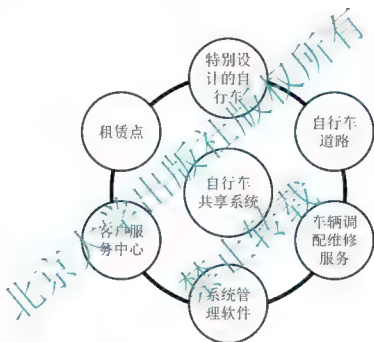 特别设
计的自
行车
租赁点
自行车
道路
自行车
共享系统
客户服
务中心
车辆调
配维修
服务
系统管
理软件
北京大学出版社版权所有
禁止转载